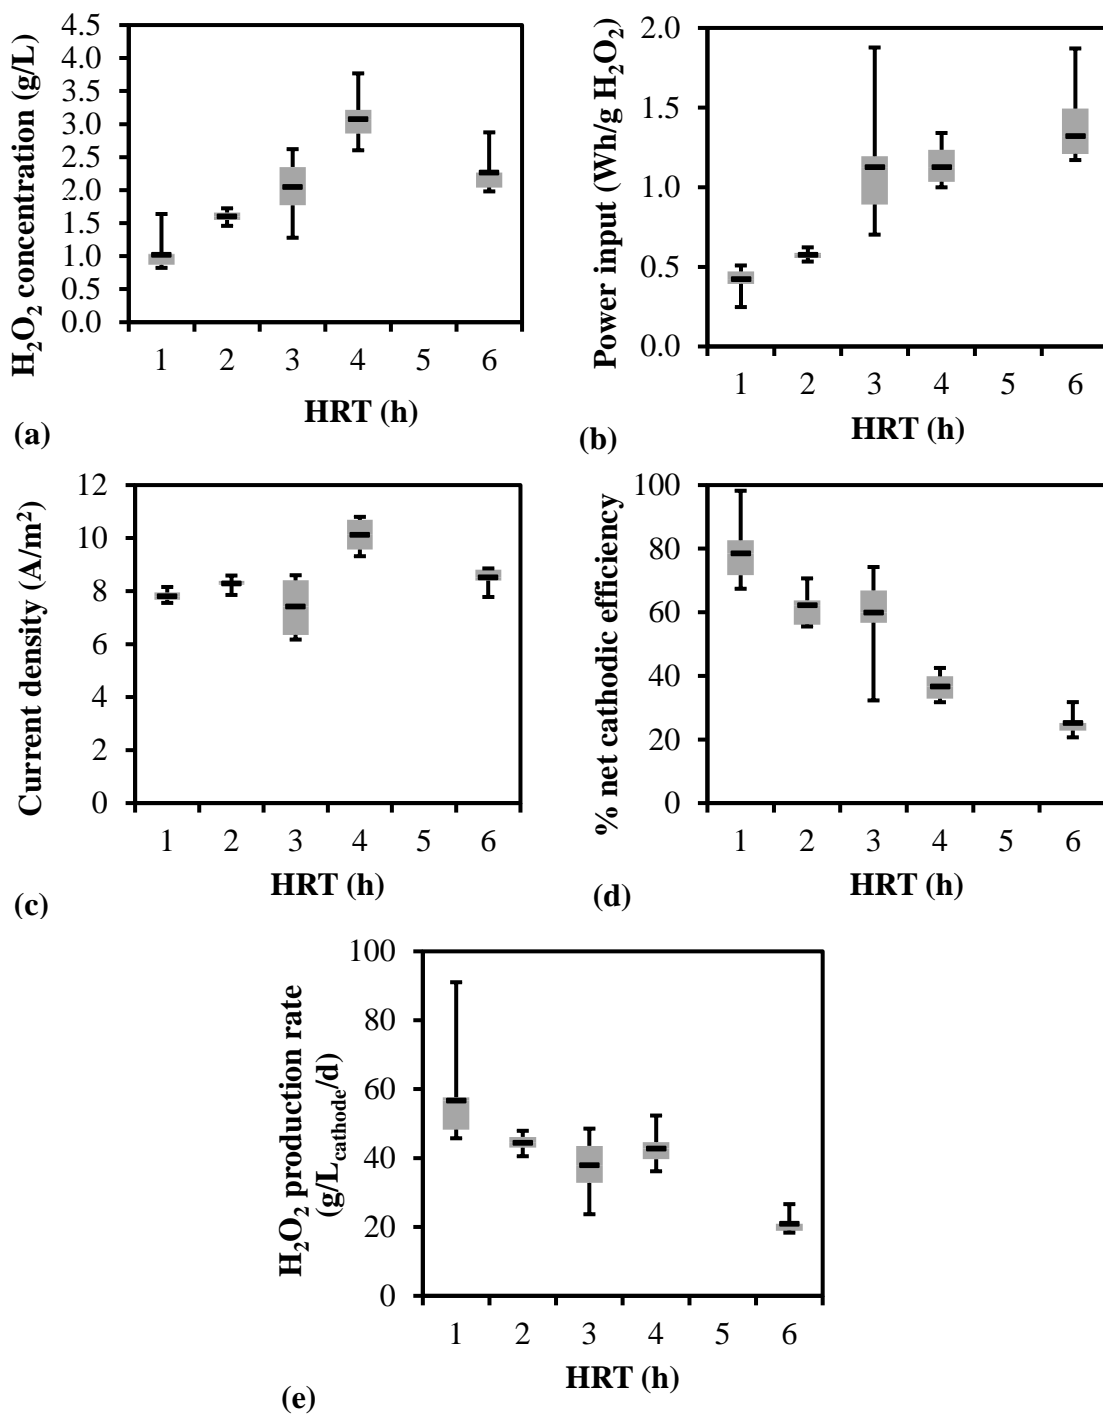 H₂O₂ concentration (g/L)
4.5
4.0
3.5
3.0
2.5
2.0
1.5
1.0
0.5
0.0
1 2 3 4 5 6
HRT (h)
(a)
Power input (Wh/g H₂O₂)
2.0
1.5
1.0
0.5
0.0
1 2 3 4 5 6
HRT (h)
(b)
Current density (A/m²)
12
10
8
6
4
2
0
1 2 3 4 5 6
HRT (h)
(c)
% net cathodic efficiency
100
80
60
40
20
0
1 2 3 4 5 6
HRT (h)
(d)
H₂O₂ production rate
(g/L_cathode/d)
100
80
60
40
20
0
1 2 3 4 5 6
HRT (h)
(e)